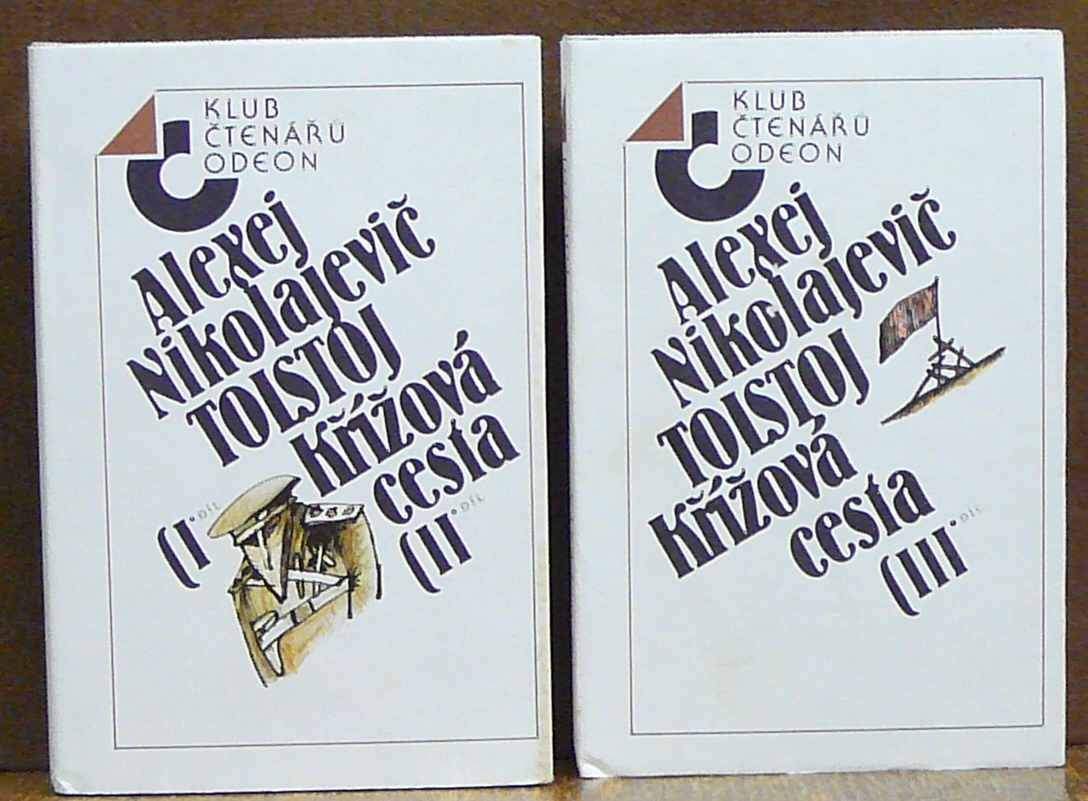 KLUB
ČTENÁŘŮ
ODEON
Alexej
Nikolajevič
TOLSTOJ
Křížová
cesta
(I. DÍL
(II. DÍL
KLUB
ČTENÁŘŮ
ODEON
Alexej
Nikolajevič
TOLSTOJ
Křížová
cesta
(III. DÍL